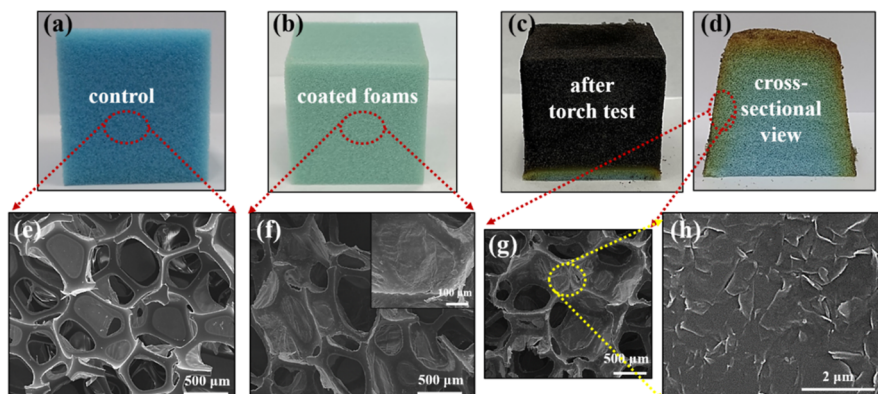 (a)
control
(b)
coated foams
(c)
after
torch test
(d)
cross-
sectional
view
(e)
500 μm
(f)
100 μm
500 μm
(g)
500 μm
(h)
2 μm